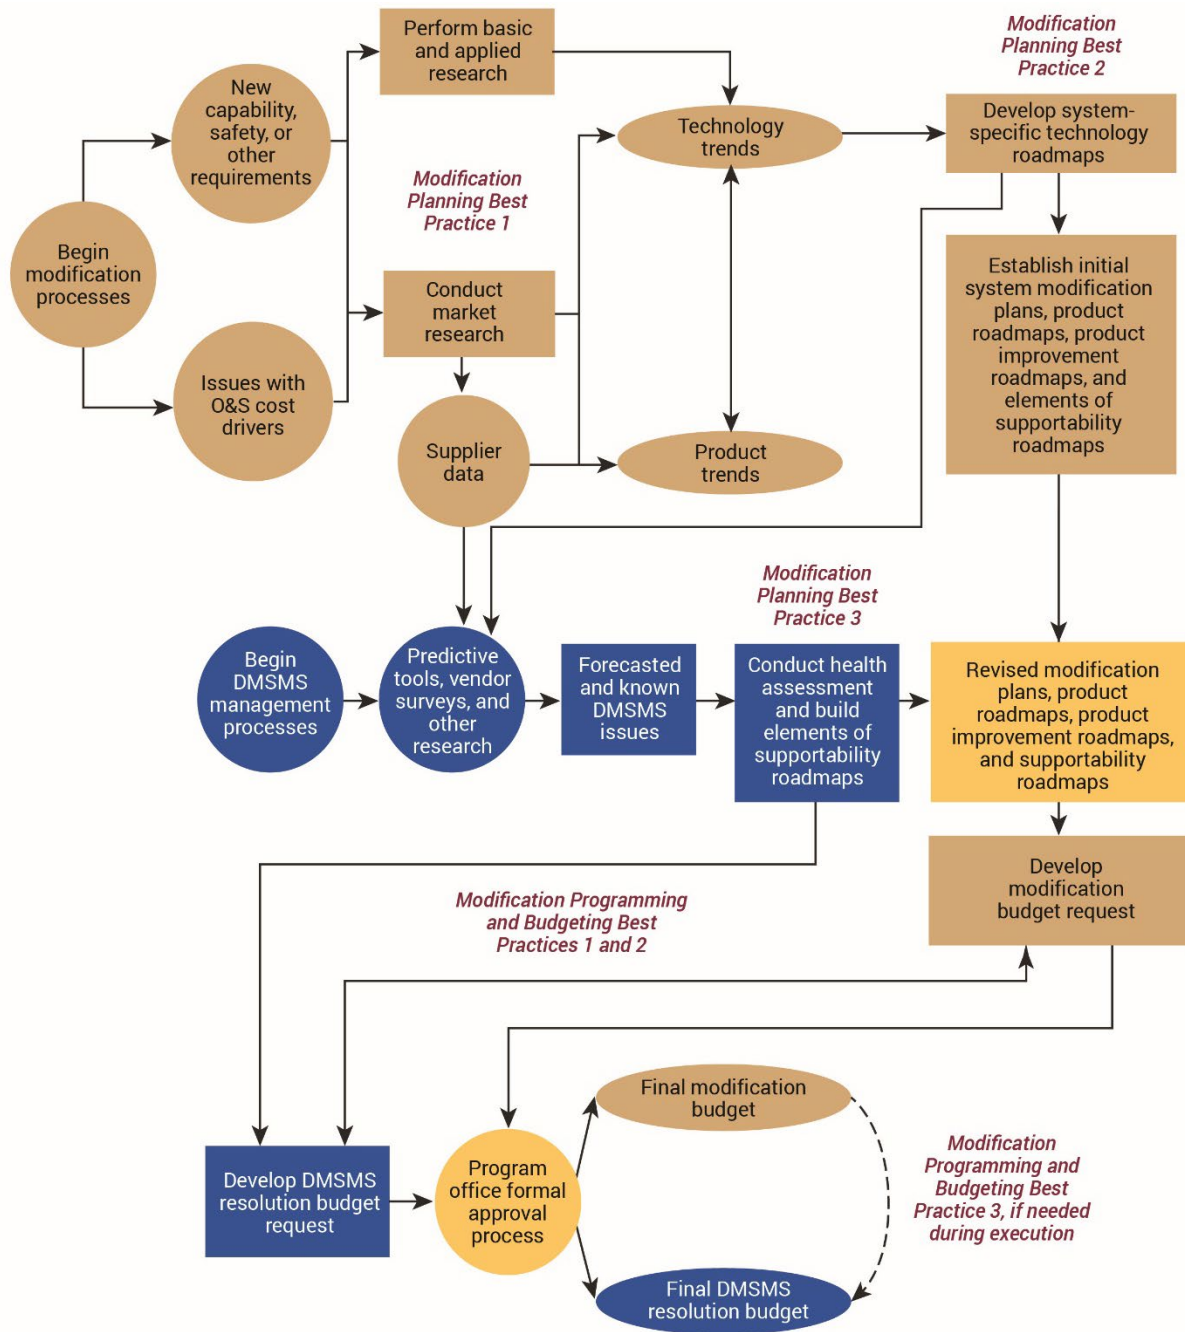 Perform basic
and applied
research
Modification
Planning Best
Practice 2
New
capability,
safety, or
other
requirements
Technology
trends
Develop system-
specific technology
roadmaps
Modification
Planning Best
Practice 1
Begin
modification
processes
Conduct
market
research
Establish initial
system modification
plans, product
roadmaps, product
improvement
roadmaps, and
elements of
supportability
roadmaps
Issues with
O&S cost
drivers
Supplier
data
Product
trends
Modification
Planning Best
Practice 3
Begin
DMSMS
management
processes
Predictive
tools, vendor
surveys, and
other
research
Forecasted
and known
DMSMS
issues
Conduct health
assessment
and build
elements of
supportability
roadmaps
Revised modification
plans, product
roadmaps, product
improvement roadmaps,
and supportability
roadmaps
Develop
modification
budget request
Modification Programming
and Budgeting Best
Practices 1 and 2
Final modification
budget
Develop DMSMS
resolution budget
request
Program
office formal
approval
process
Modification
Programming and
Budgeting Best
Practice 3, if needed
during execution
Final DMSMS
resolution budget